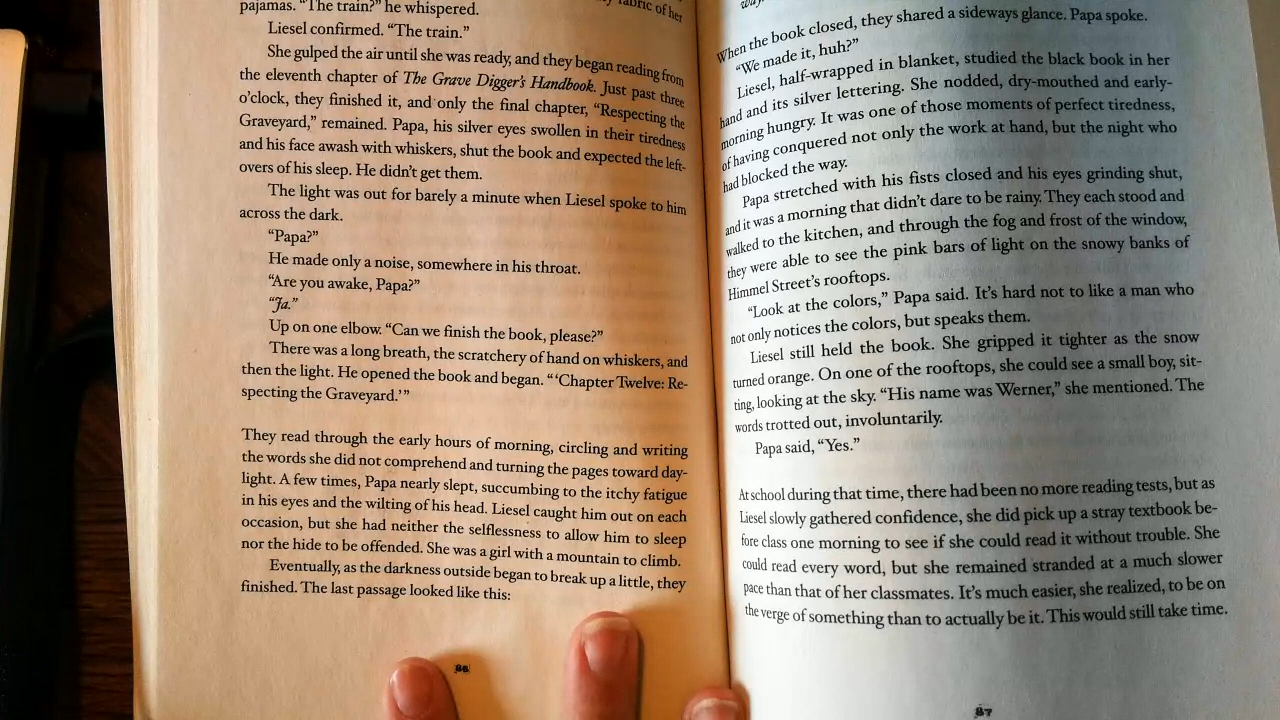 fabric of her
pajamas. “The train?” he whispered.
Liesel confirmed. “The train.”
She gulped the air until she was ready, and they began reading from
the eleventh chapter of The Grave Digger’s Handbook. Just past three
o’clock, they finished it, and only the final chapter, “Respecting the
Graveyard,” remained. Papa, his silver eyes swollen in their tiredness
and his face awash with whiskers, shut the book and expected the left-
overs of his sleep. He didn’t get them.
The light was out for barely a minute when Liesel spoke to him
across the dark.
“Papa?”
He made only a noise, somewhere in his throat.
“Are you awake, Papa?”
“Ja.”
Up on one elbow. “Can we finish the book, please?”
There was a long breath, the scratchery of hand on whiskers, and
then the light. He opened the book and began. “‘Chapter Twelve: Re-
specting the Graveyard.’”
They read through the early hours of morning, circling and writing
the words she did not comprehend and turning the pages toward day-
light. A few times, Papa nearly slept, succumbing to the itchy fatigue
in his eyes and the wilting of his head. Liesel caught him out on each
occasion, but she had neither the selflessness to allow him to sleep
nor the hide to be offended. She was a girl with a mountain to climb.
Eventually, as the darkness outside began to break up a little, they
finished. The last passage looked like this:
86
way.
When the book closed, they shared a sideways glance. Papa spoke.
“We made it, huh?”
Liesel, half-wrapped in blanket, studied the black book in her
hand and its silver lettering. She nodded, dry-mouthed and early-
morning hungry. It was one of those moments of perfect tiredness,
of having conquered not only the work at hand, but the night who
had blocked the way.
Papa stretched with his fists closed and his eyes grinding shut,
and it was a morning that didn’t dare to be rainy. They each stood and
walked to the kitchen, and through the fog and frost of the window,
they were able to see the pink bars of light on the snowy banks of
Himmel Street’s rooftops.
“Look at the colors,” Papa said. It’s hard not to like a man who
not only notices the colors, but speaks them.
Liesel still held the book. She gripped it tighter as the snow
turned orange. On one of the rooftops, she could see a small boy, sit-
ting, looking at the sky. “His name was Werner,” she mentioned. The
words trotted out, involuntarily.
Papa said, “Yes.”
At school during that time, there had been no more reading tests, but as
Liesel slowly gathered confidence, she did pick up a stray textbook be-
fore class one morning to see if she could read it without trouble. She
could read every word, but she remained stranded at a much slower
pace than that of her classmates. It’s much easier, she realized, to be on
the verge of something than to actually be it. This would still take time.
87